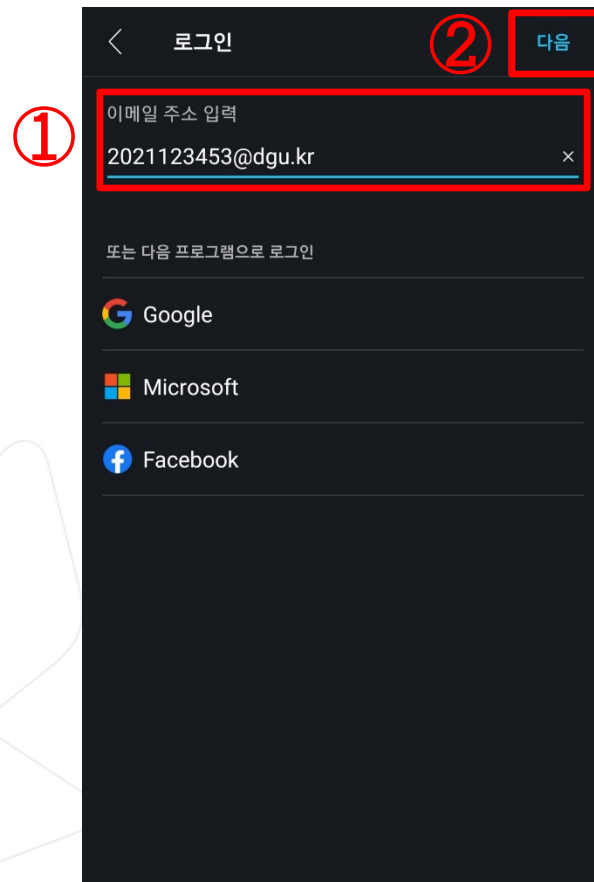 로그인
②
다음
①
이메일 주소 입력
2021123453@dgu.kr
×
또는 다음 프로그램으로 로그인
Google
Microsoft
Facebook